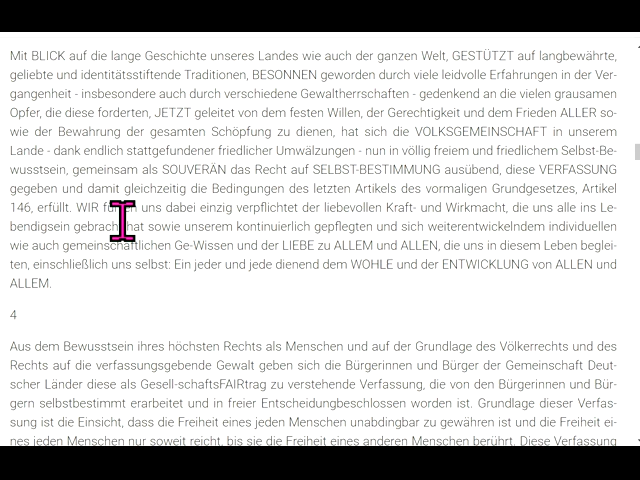 Mit BLICK auf die lange Geschichte unseres Landes wie auch der ganzen Welt, GESTÜTZT auf langbewährte,
geliebte und identitätsstiftende Traditionen, BESONNEN geworden durch viele leidvolle Erfahrungen in der Ver-
gangenheit - insbesondere auch durch verschiedene Gewaltherrschaften - gedenkend an die vielen grausamen
Opfer, die diese forderten, JETZT geleitet von dem festen Willen, der Gerechtigkeit und dem Frieden ALLER so-
wie der Bewahrung der gesamten Schöpfung zu dienen, hat sich die VOLKSGEMEINSCHAFT in unserem
Lande - dank endlich stattgefundener friedlicher Umwälzungen - nun in völlig freiem und friedlichem Selbst-Be-
wusstsein, gemeinsam als SOUVERÄN das Recht auf SELBST-BESTIMMUNG ausübend, diese VERFASSUNG
gegeben und damit gleichzeitig die Bedingungen des letzten Artikels des vormaligen Grundgesetzes, Artikel
146, erfüllt. WIR fühlen uns dabei einzig verpflichtet der liebevollen Kraft- und Wirkmacht, die uns alle ins Le-
bendigsein gebracht hat sowie unserem kontinuierlich gepflegten und sich weiterentwickelndem individuellen
wie auch gemeinschaftlichen Ge-Wissen und der LIEBE zu ALLEM und ALLEN, die uns in diesem Leben beglei-
ten, einschließlich uns selbst: Ein jeder und jede dienend dem WOHLE und der ENTWICKLUNG von ALLEN und
ALLEM.
4
Aus dem Bewusstsein ihres höchsten Rechts als Menschen und auf der Grundlage des Völkerrechts und des
Rechts auf die verfassungsgebende Gewalt geben sich die Bürgerinnen und Bürger der Gemeinschaft Deut-
scher Länder diese als Gesell-schaftsFAIRtrag zu verstehende Verfassung, die von den Bürgerinnen und Bür-
gern selbstbestimmt erarbeitet und in freier Entscheidungbeschlossen worden ist. Grundlage dieser Verfas-
sung ist die Einsicht, dass die Freiheit eines jeden Menschen unabdingbar zu gewähren ist und die Freiheit ei-
nes jeden Menschen nur soweit reicht, bis sie die Freiheit eines anderen Menschen berührt. Diese Verfassung